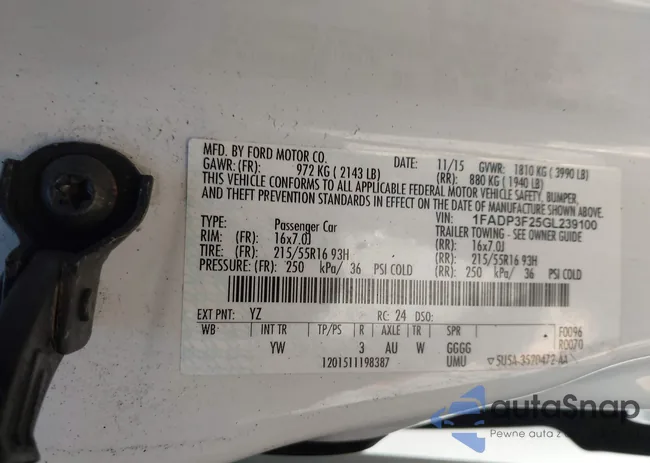 MFD. BY FORD MOTOR CO. DATE: 11/15 GVWR: 1810 KG ( 3990 LB)
GAWR: (FR): 972 KG ( 2143 LB) (RR): 880 KG ( 1940 LB)
THIS VEHICLE CONFORMS TO ALL APPLICABLE FEDERAL MOTOR VEHICLE SAFETY, BUMPER,
AND THEFT PREVENTION STANDARDS IN EFFECT ON THE DATE OF MANUFACTURE SHOWN ABOVE.
VIN: 1FADP3F25GL239100
TYPE: Passenger Car TRAILER TOWING - SEE OWNER GUIDE
RIM: (FR): 16x7.0J (RR): 16x7.0J
TIRE: (FR): 215/55R16 93H (RR): 215/55R16 93H
PRESSURE: (FR): 250 kPa/ 36 PSI COLD (RR): 250 kPa/ 36 PSI COLD
EXT PNT: YZ RC: 24 DSO:
WB INT TR TP/PS R AXLE TR SPR F0096
YW 3 AU W GGGG R0070
1201511198387 UMU 5U5A-3520472-AA
autoSnap
Pewne auta z